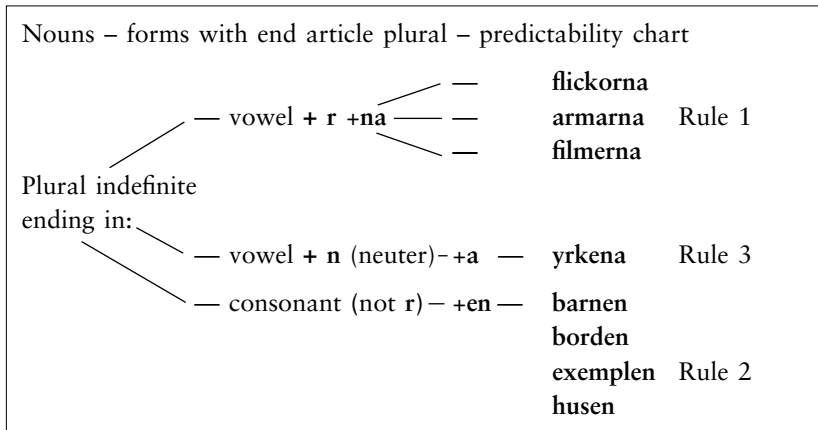 Nouns – forms with end article plural – predictability chart
— flickorna
— vowel + r +na — armarna Rule 1
— filmerna
Plural indefinite
ending in:
— vowel + n (neuter) – +a — yrkena Rule 3
— consonant (not r) — +en — barnen
borden
exemplen Rule 2
husen